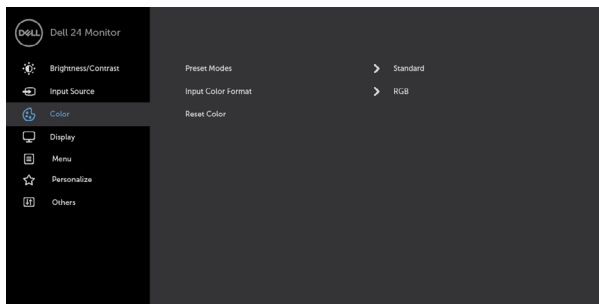 DELL Dell 24 Monitor
Brightness/Contrast
Preset Modes Standard
Input Source
Input Color Format RGB
Color
Reset Color
Display
Menu
Personalize
Others